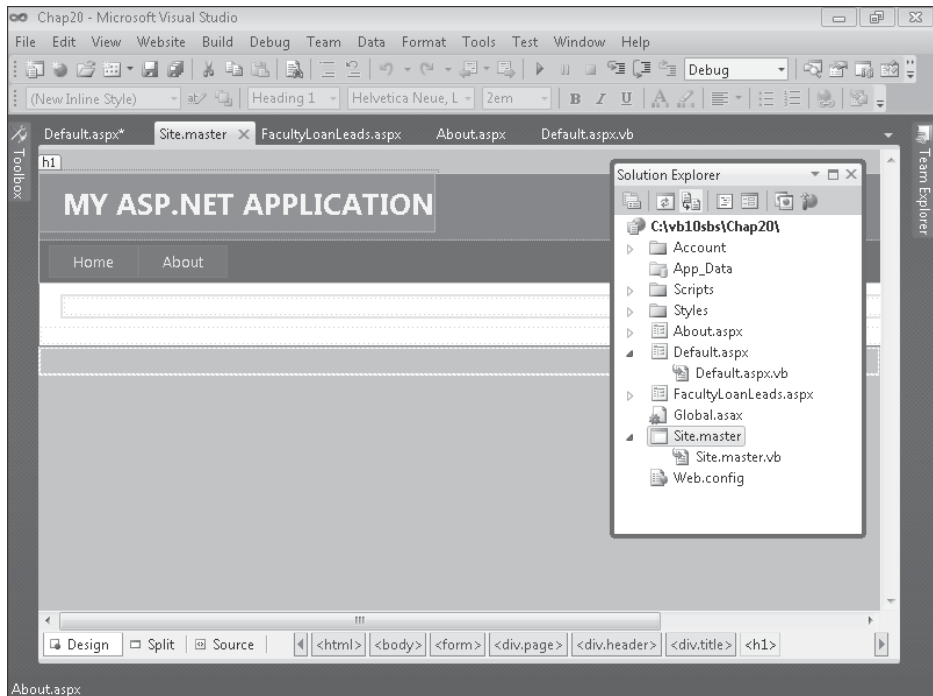 Chap20 - Microsoft Visual Studio
File Edit View Website Build Debug Team Data Format Tools Test Window Help
Debug
(New Inline Style) Heading 1 Helvetica Neue, L 2em B I U A
Default.aspx* Site.master FacultyLoanLeads.aspx About.aspx Default.aspx.vb
Toolbox
Team Explorer
h1
MY ASP.NET APPLICATION
Home About
Solution Explorer
C:\vb10sbs\Chap20\
Account
App_Data
Scripts
Styles
About.aspx
Default.aspx
Default.aspx.vb
FacultyLoanLeads.aspx
Global.asax
Site.master
Site.master.vb
Web.config
Design Split Source <html> <body> <form> <div.page> <div.header> <div.title> <h1>
About.aspx